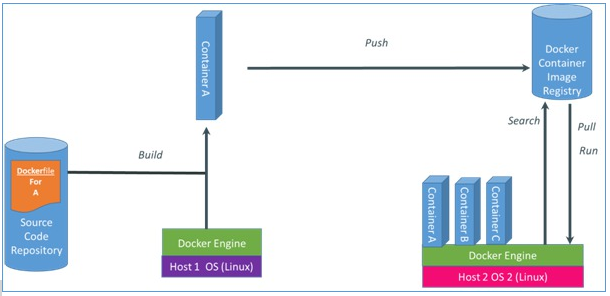 Container A
Push
Docker
Container
Image
Registry
Search
Pull
Run
Build
Dockerfile
For
A
Source
Code
Repository
Docker Engine
Host 1 OS (Linux)
Container A
Container B
Container C
Docker Engine
Host 2 OS 2 (Linux)